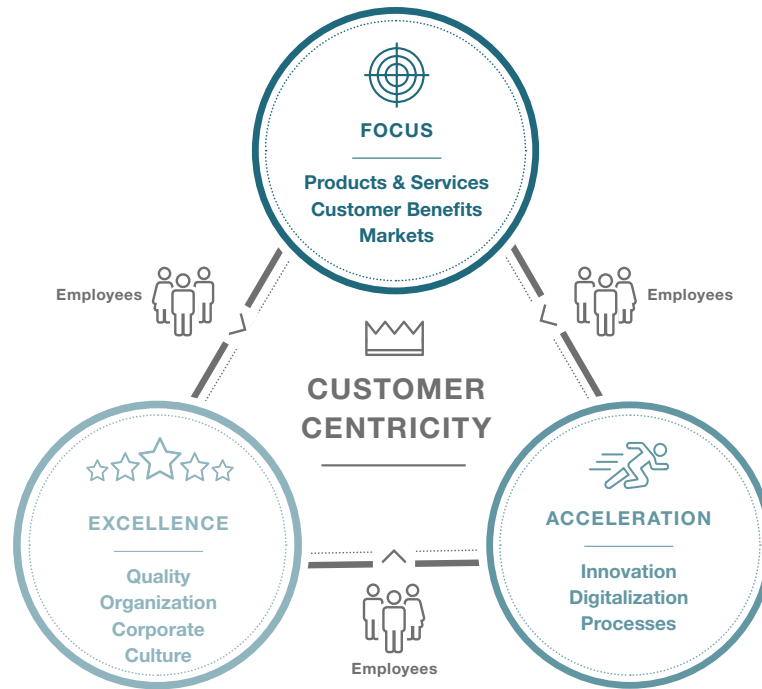 FOCUS
Products & Services
Customer Benefits
Markets
Employees
Employees
CUSTOMER
CENTRICITY
EXCELLENCE
Quality
Organization
Corporate
Culture
ACCELERATION
Innovation
Digitalization
Processes
Employees